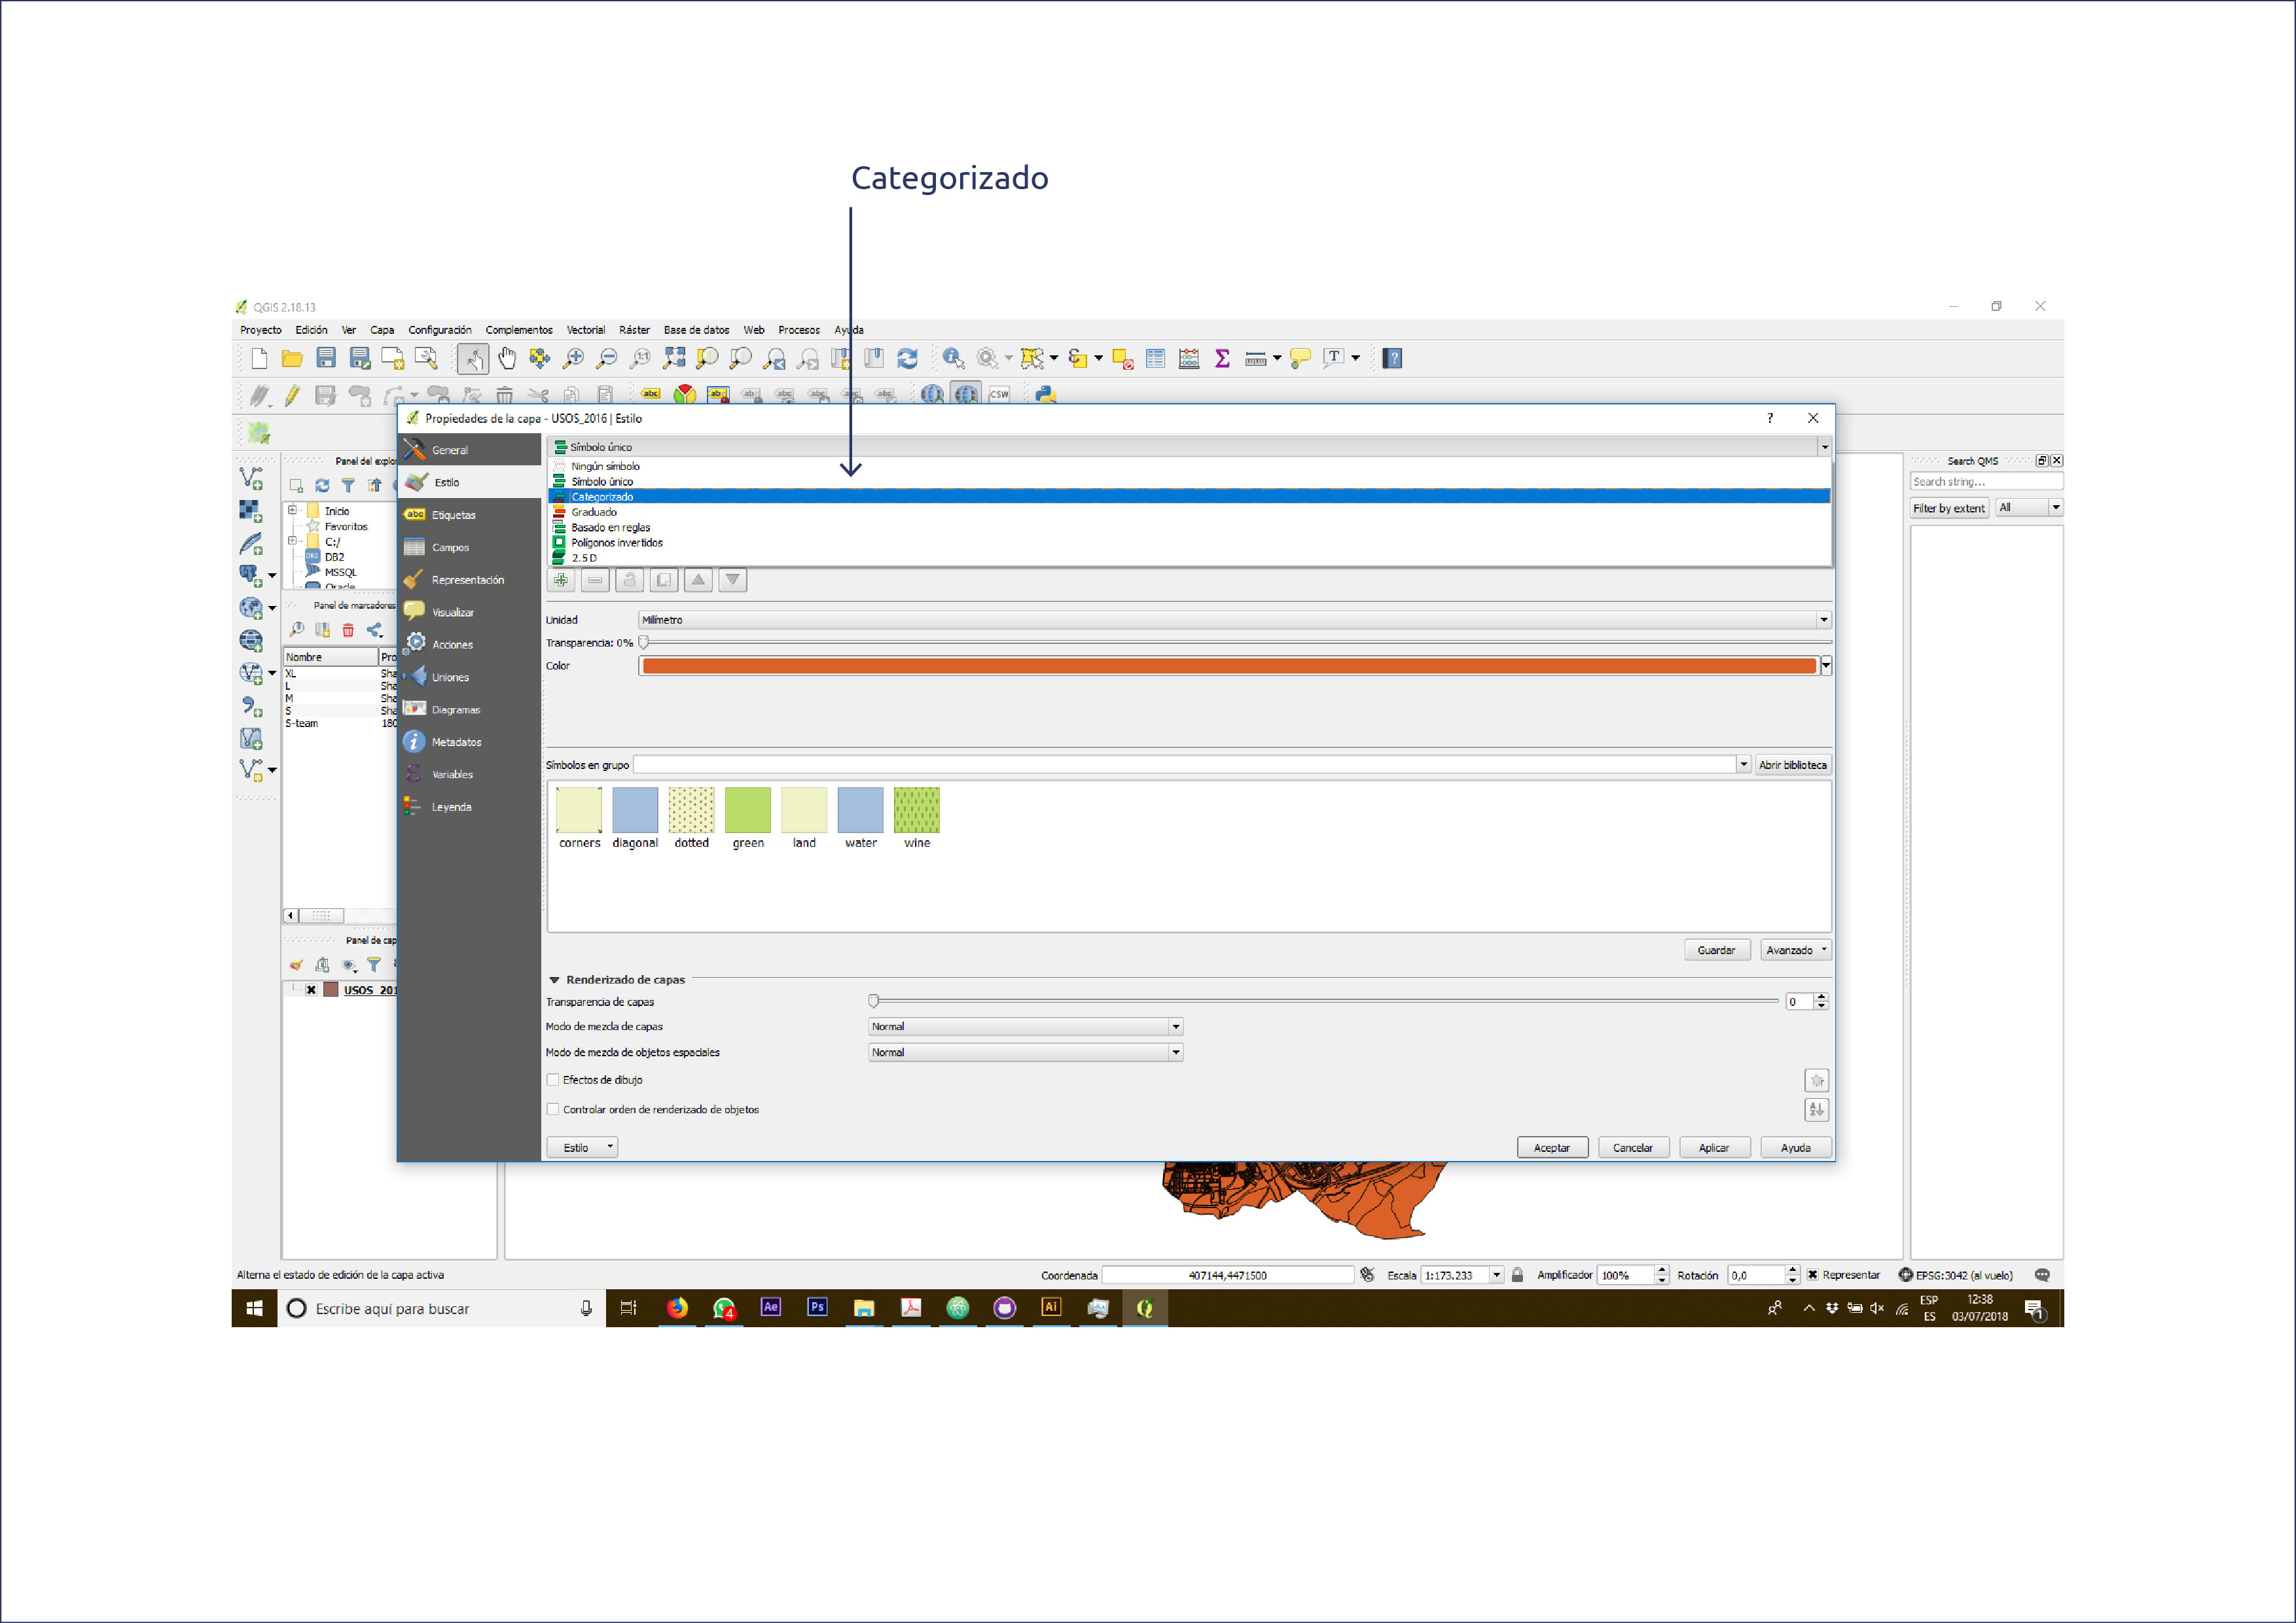 Categorizado
QGIS 2.18.13
Proyecto Edición Ver Capa Configuración Complementos Vectorial Ráster Base de datos Web Procesos Ayuda
Propiedades de la capa - USOS_2016 | Estilo
General
Estilo
Etiquetas
Campos
Representación
Visualizar
Acciones
Uniones
Diagramas
Metadatos
Variables
Leyenda
Símbolo único
Ningún símbolo
Símbolo único
Categorizado
Graduado
Basado en reglas
Polígonos invertidos
2.5 D
Unidad Milímetro
Transparencia: 0%
Color
Símbolos en grupo Abrir biblioteca
corners diagonal dotted green land water wine
Guardar Avanzado
Renderizado de capas
Transparencia de capas 0
Modo de mezcla de capas Normal
Modo de mezcla de objetos espaciales Normal
Efectos de dibujo
Controlar orden de renderizado de objetos
Estilo Aceptar Cancelar Aplicar Ayuda
Panel del explo
Inicio
Favoritos
C:/
DB2
MSSQL
Oracle
Panel de marcadores
Nombre Pro
XL Sha
L Sha
M Sha
S Sha
S-team 180
Panel de cap
USOS_201
Search QMS
Search string...
Filter by extent All
Alterna el estado de edición de la capa activa
Coordenada 407144,4471500 Escala 1:173.233 Amplificador 100% Rotación 0,0 Representar EPSG:3042 (al vuelo)
Escribe aquí para buscar
4
Ae
Ps
Ai
ESP
ES
12:38
03/07/2018
1